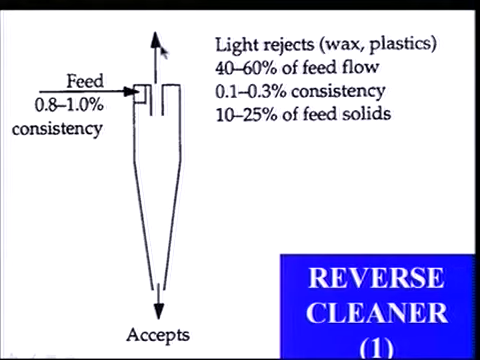 Light rejects (wax, plastics)
40–60% of feed flow
0.1–0.3% consistency
10–25% of feed solids
Feed
0.8–1.0%
consistency
Accepts
REVERSE
CLEANER
(1)